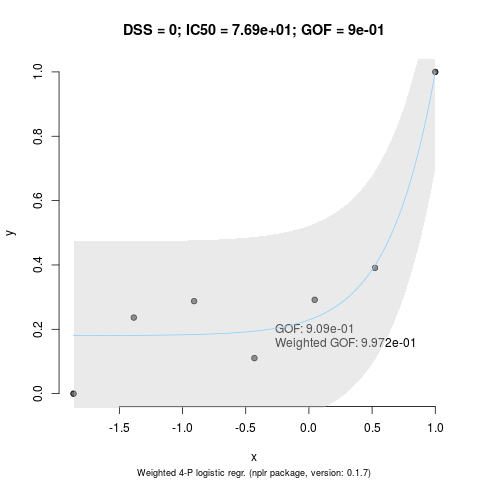 DSS = 0; IC50 = 7.69e+01; GOF = 9e-01
1.0
0.8
0.6
0.4
0.2
0.0
y
GOF: 9.09e-01
Weighted GOF: 9.972e-01
-1.5 -1.0 -0.5 0.0 0.5 1.0
x
Weighted 4-P logistic regr. (nplr package, version: 0.1.7)